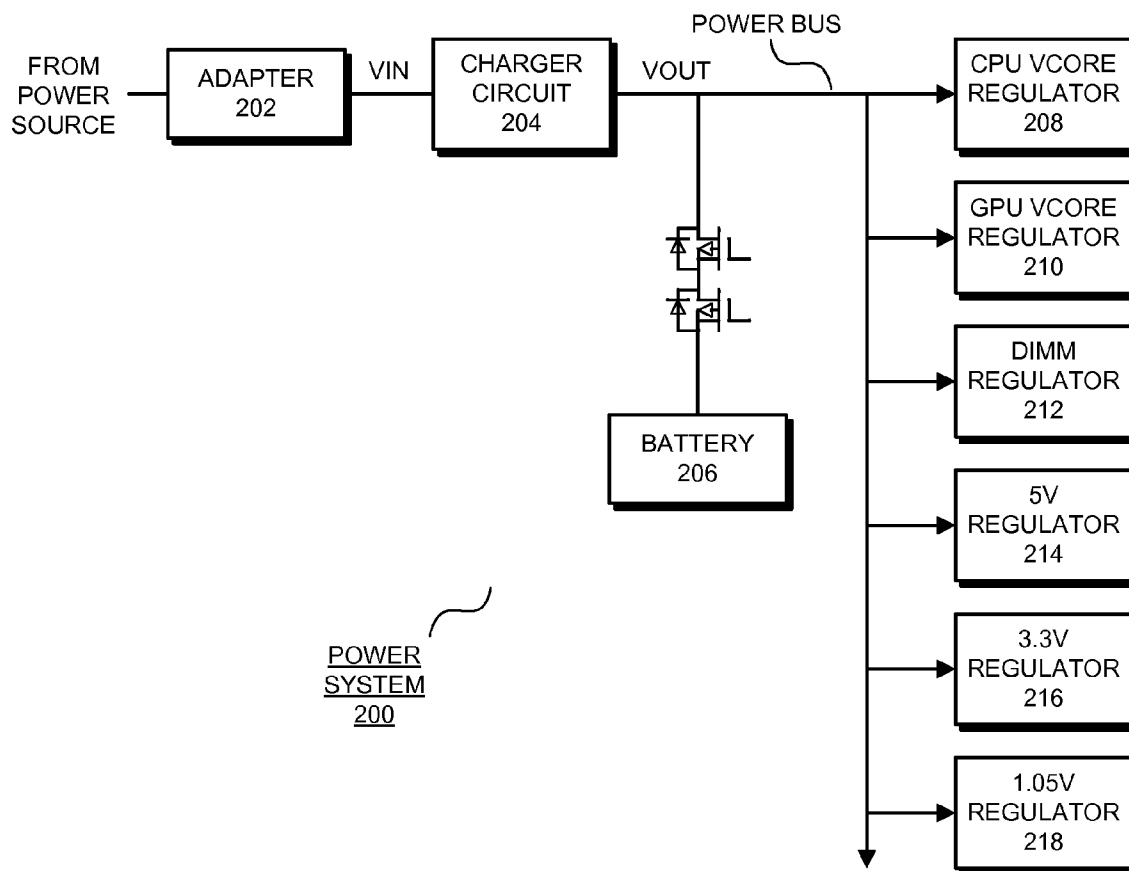 FROM
POWER
SOURCE
ADAPTER
202
VIN
CHARGER
CIRCUIT
204
VOUT
POWER BUS
CPU VCORE
REGULATOR
208
GPU VCORE
REGULATOR
210
DIMM
REGULATOR
212
BATTERY
206
5V
REGULATOR
214
POWER
SYSTEM
200
3.3V
REGULATOR
216
1.05V
REGULATOR
218